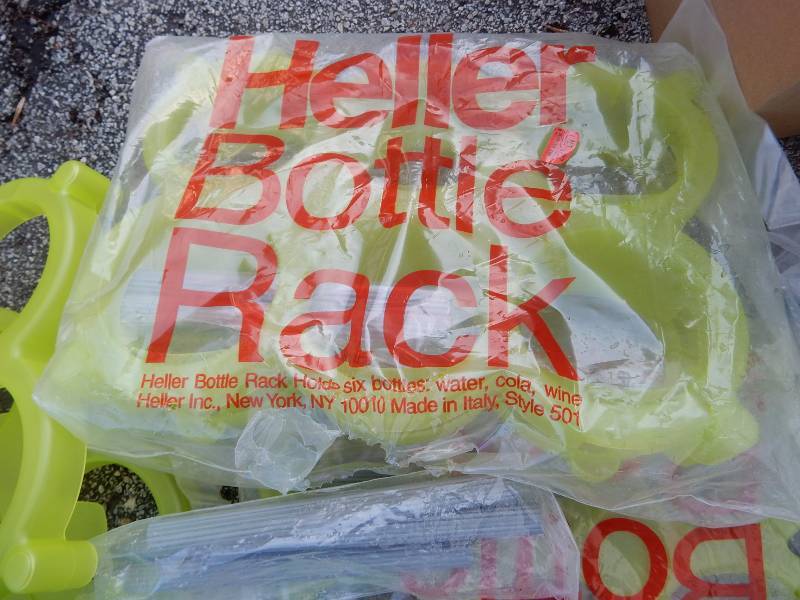 Heller
Bottle
Rack
Heller Bottle Rack Holds six bottles: water, cola, wine
Heller Inc., New York, NY 10010 Made in Italy, Style 501
Bo